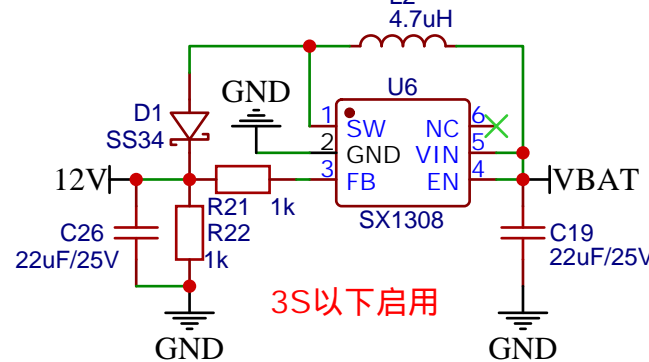 L2
4.7uH
U6
GND
D1
SS34
1
SW
NC
6
2
GND
VIN
5
3
FB
EN
4
12V
VBAT
R21
1k
SX1308
C26
22uF/25V
R22
1k
C19
22uF/25V
3S以下启用
GND
GND